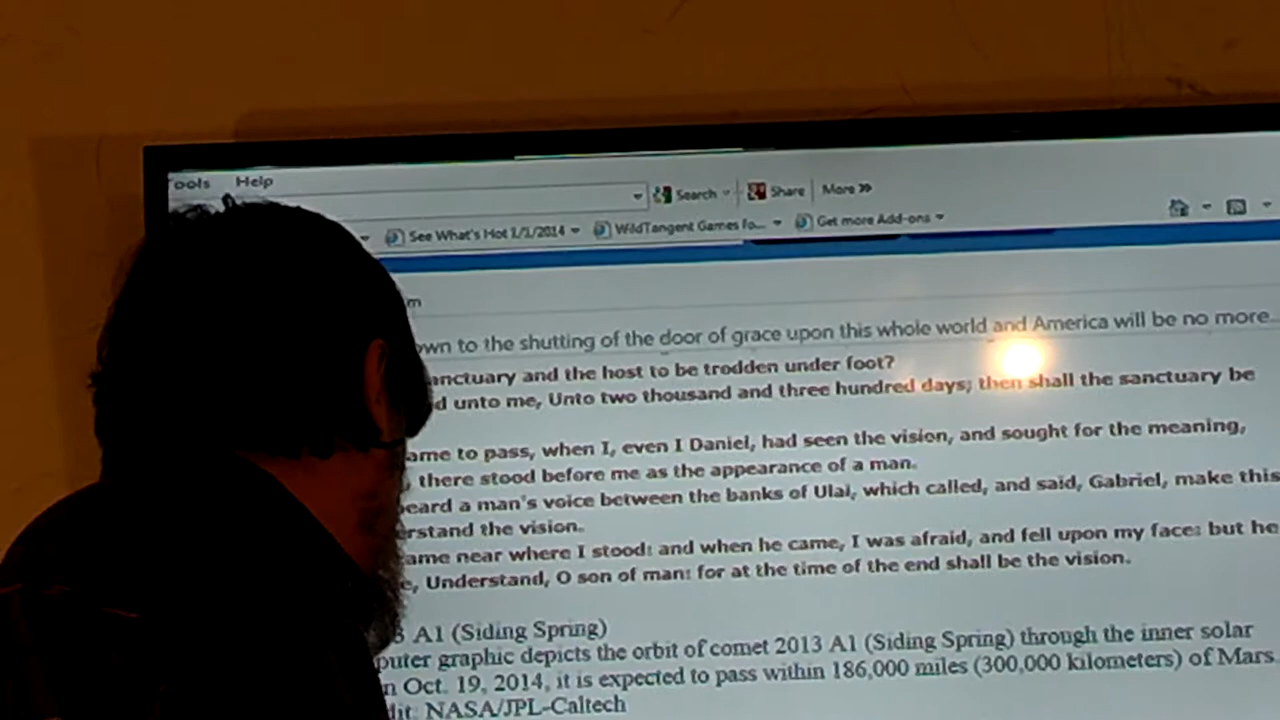 ools Help
Search Share More »
See What's Hot 1/1/2014 WildTangent Games fo... Get more Add-ons
m
own to the shutting of the door of grace upon this whole world and America will be no more
anctuary and the host to be trodden under foot?
d unto me, Unto two thousand and three hundred days; then shall the sanctuary be
ame to pass, when I, even I Daniel, had seen the vision, and sought for the meaning,
, there stood before me as the appearance of a man.
eard a man's voice between the banks of Ulai, which called, and said, Gabriel, make this
erstand the vision.
ame near where I stood: and when he came, I was afraid, and fell upon my face: but he
e, Understand, O son of man: for at the time of the end shall be the vision.
3 A1 (Siding Spring)
puter graphic depicts the orbit of comet 2013 A1 (Siding Spring) through the inner solar
n Oct. 19, 2014, it is expected to pass within 186,000 miles (300,000 kilometers) of Mars.
dit: NASA/JPL-Caltech